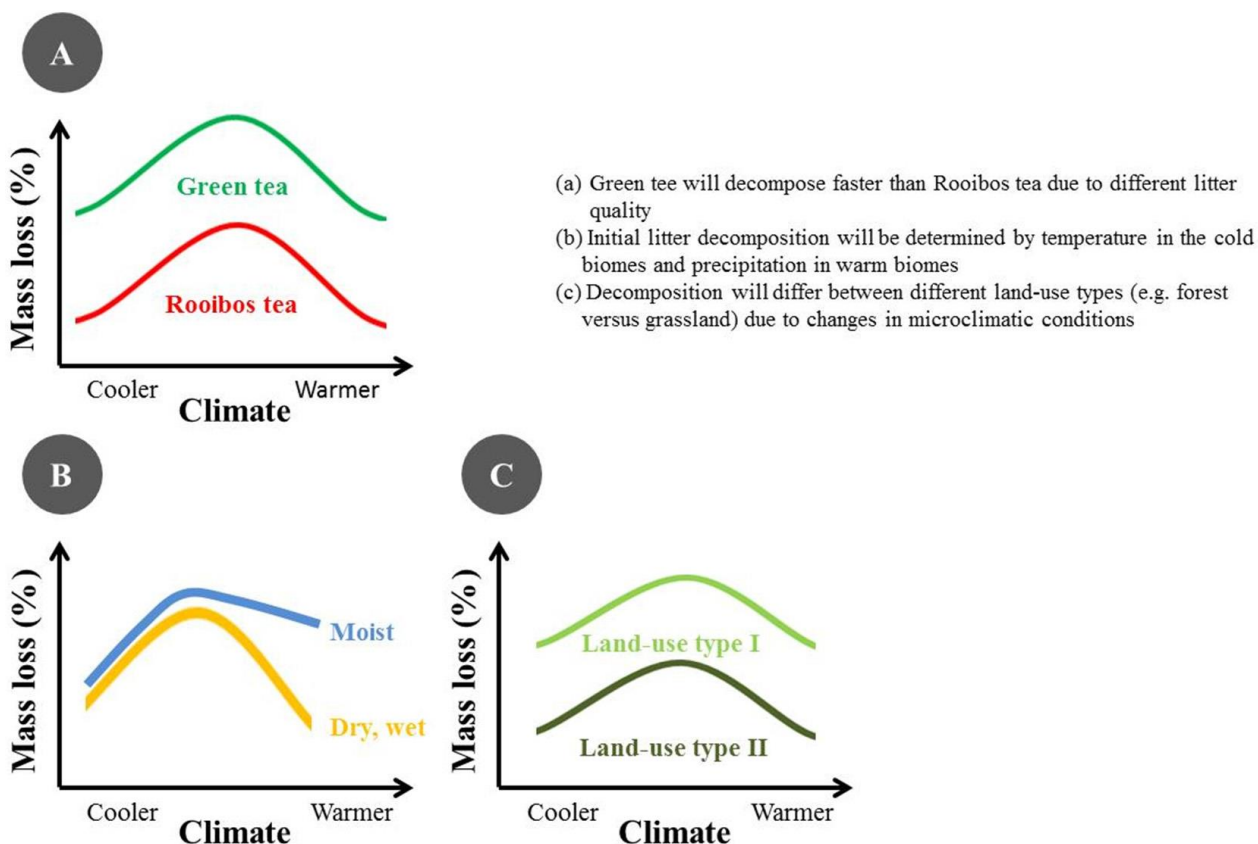 A
Mass loss (%)
Green tea
Rooibos tea
Cooler
Warmer
Climate
(a) Green tee will decompose faster than Rooibos tea due to different litter
quality
(b) Initial litter decomposition will be determined by temperature in the cold
biomes and precipitation in warm biomes
(c) Decomposition will differ between different land-use types (e.g. forest
versus grassland) due to changes in microclimatic conditions
B
Mass loss (%)
Moist
Dry, wet
Cooler
Warmer
Climate
C
Mass loss (%)
Land-use type I
Land-use type II
Cooler
Warmer
Climate